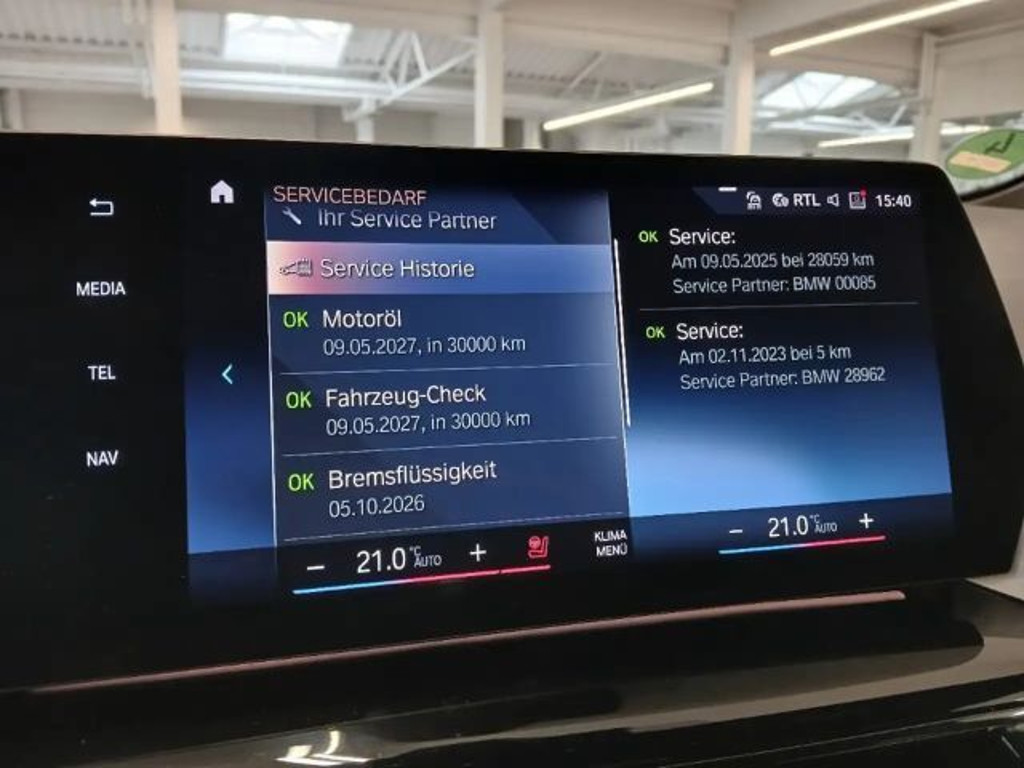 MEDIA
TEL
NAV
SERVICEBEDARF
Ihr Service Partner
Service Historie
OK Motoröl
09.05.2027, in 30000 km
OK Fahrzeug-Check
09.05.2027, in 30000 km
OK Bremsflüssigkeit
05.10.2026
− 21.0 °C AUTO +
KLIMA
MENÜ
RTL 15:40
OK Service:
Am 09.05.2025 bei 28059 km
Service Partner: BMW 00085
OK Service:
Am 02.11.2023 bei 5 km
Service Partner: BMW 28962
− 21.0 °C AUTO +